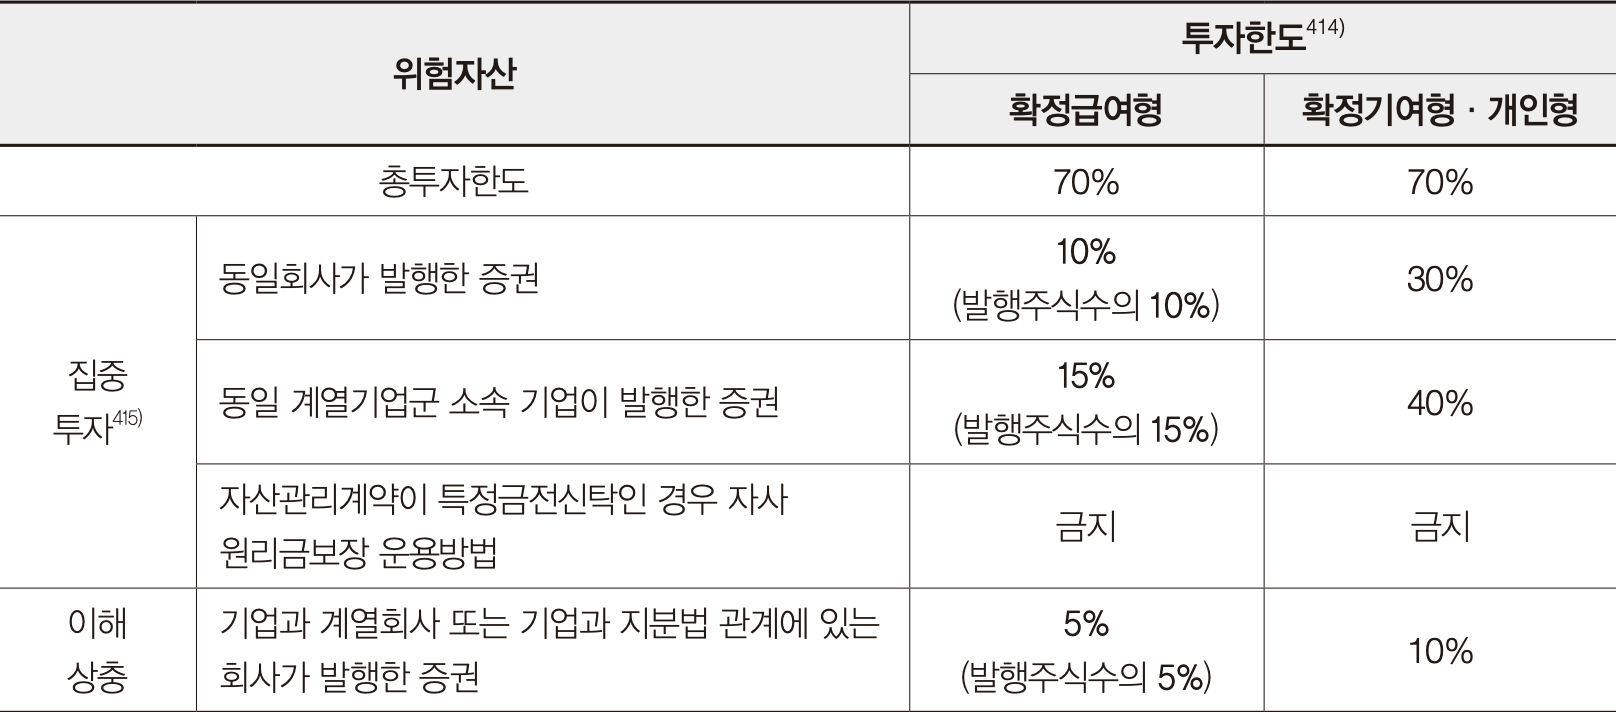 위험자산
투자한도414)
확정급여형
확정기여형 · 개인형
총투자한도
70%
70%
집중
투자415)
동일회사가 발행한 증권
10%
(발행주식수의 10%)
30%
동일 계열기업군 소속 기업이 발행한 증권
15%
(발행주식수의 15%)
40%
자산관리계약이 특정금전신탁인 경우 자사
원리금보장 운용방법
금지
금지
이해
상충
기업과 계열회사 또는 기업과 지분법 관계에 있는
회사가 발행한 증권
5%
(발행주식수의 5%)
10%